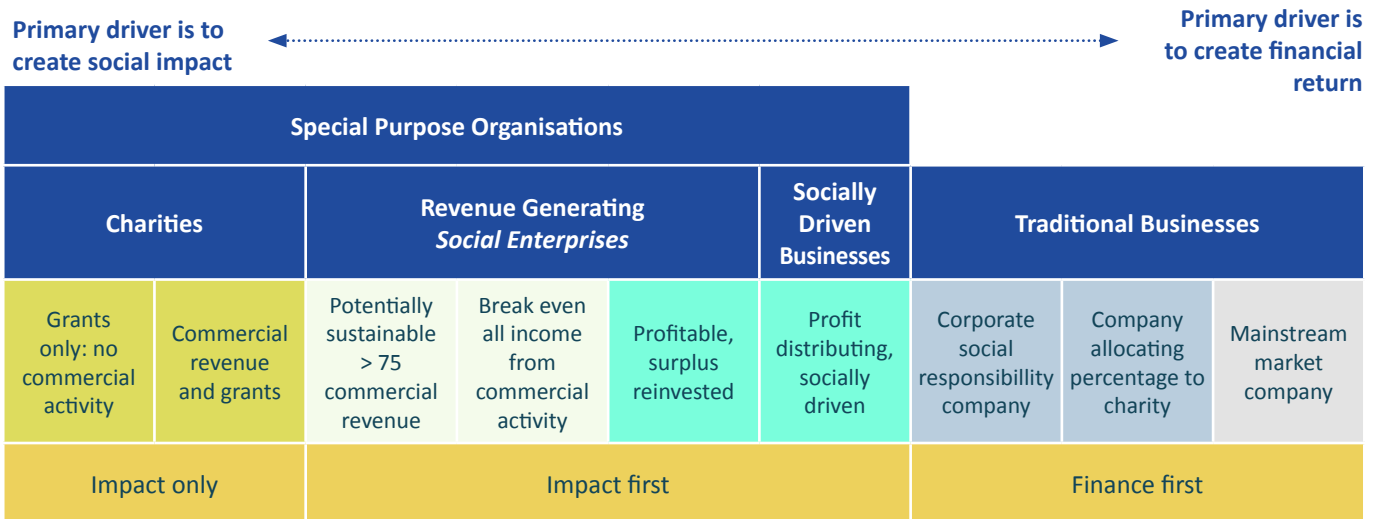 Primary driver is to
create social impact
Primary driver is
to create financial
return
Special Purpose Organisations
Charities
Revenue Generating
Social Enterprises
Socially
Driven
Businesses
Traditional Businesses
Grants
only: no
commercial
activity
Commercial
revenue
and grants
Potentially
sustainable
> 75
commercial
revenue
Break even
all income
from
commercial
activity
Profitable,
surplus
reinvested
Profit
distributing,
socially
driven
Corporate
social
responsibillity
company
Company
allocating
percentage to
charity
Mainstream
market
company
Impact only
Impact first
Finance first